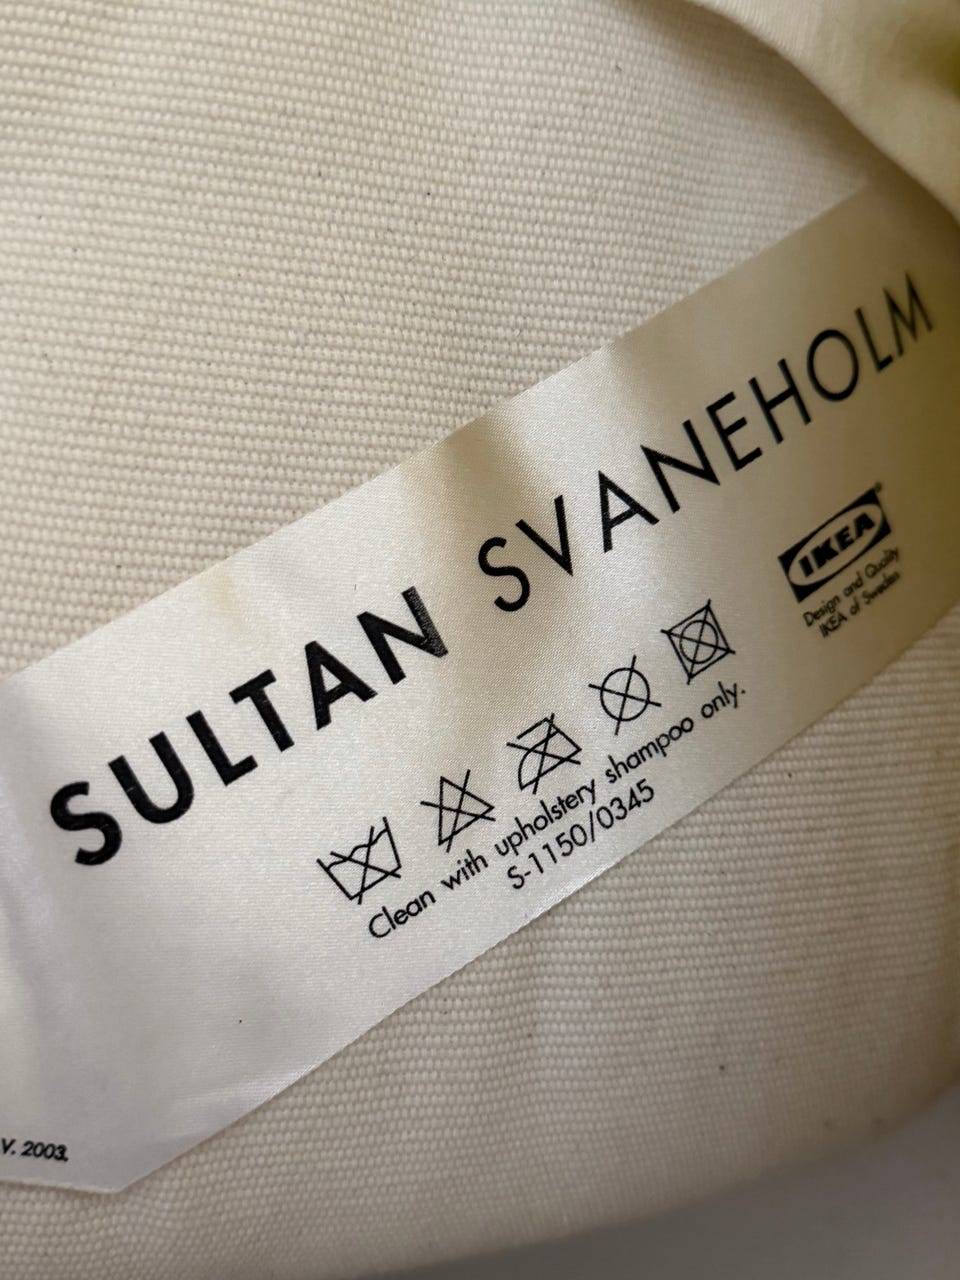 SULTAN SVANEHOLM
IKEA®
Design and Quality
IKEA of Sweden
Clean with upholstery shampoo only.
S-1150/0345
V. 2003.